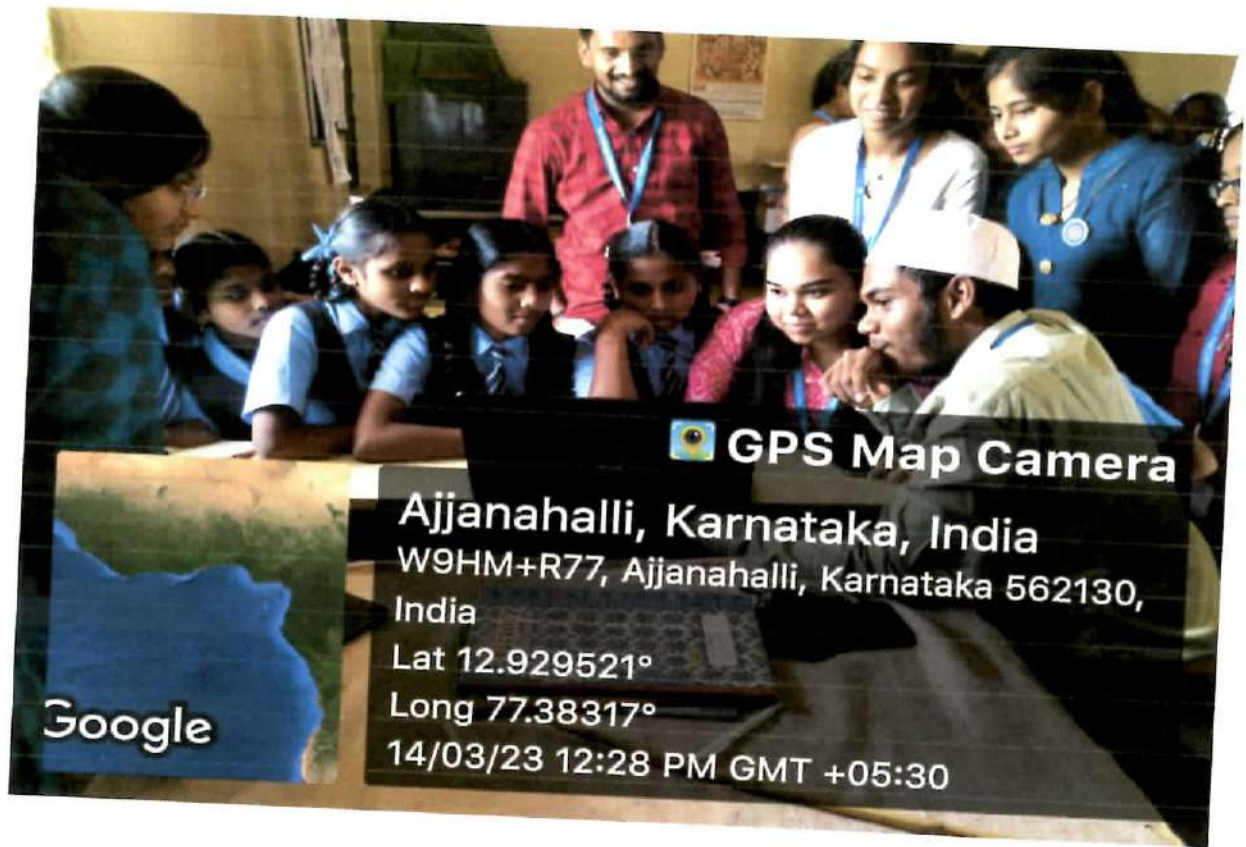 GPS Map Camera
Ajjanahalli, Karnataka, India
W9HM+R77, Ajjanahalli, Karnataka 562130,
India
Lat 12.929521°
Long 77.38317°
14/03/23 12:28 PM GMT +05:30
Google